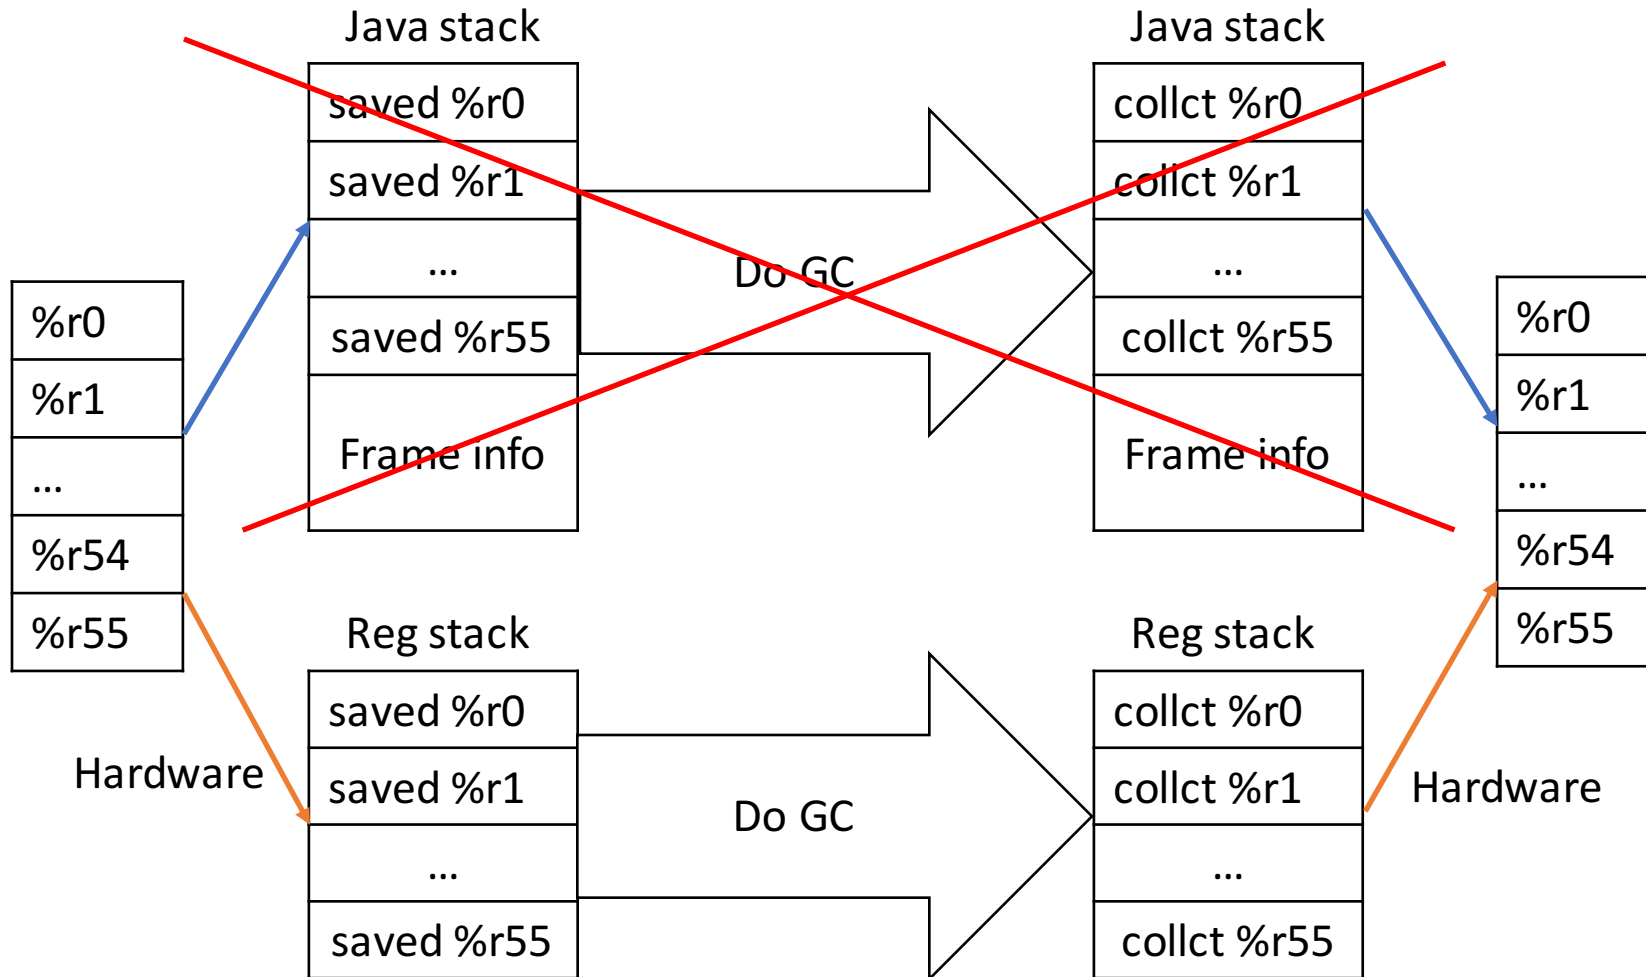 Java stack
saved %r0
saved %r1
...
saved %r55
Frame info
Do GC
Java stack
collct %r0
collct %r1
...
collct %r55
Frame info
%r0
%r1
...
%r54
%r55
Hardware
Reg stack
saved %r0
saved %r1
...
saved %r55
Do GC
Reg stack
collct %r0
collct %r1
...
collct %r55
Hardware
%r0
%r1
...
%r54
%r55